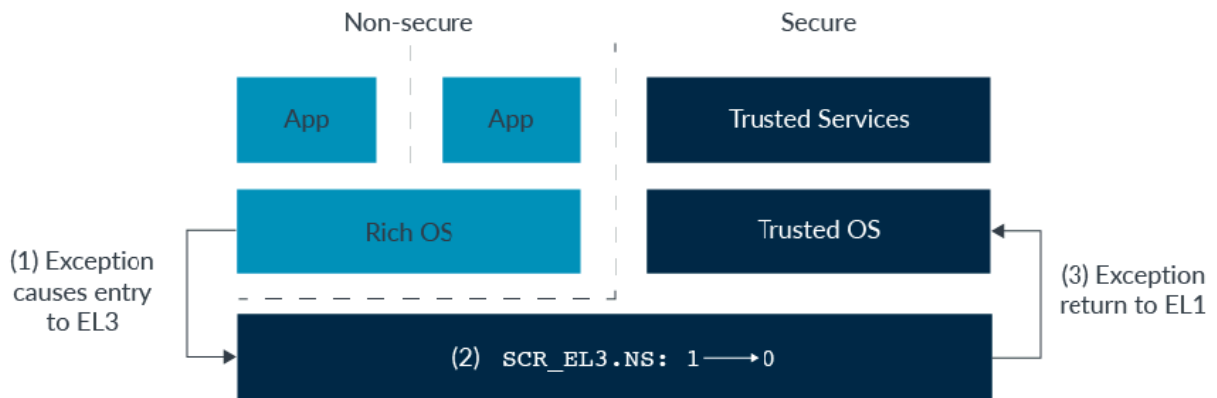 Non-secure
Secure
App
App
Trusted Services
Rich OS
Trusted OS
(1) Exception
causes entry
to EL3
(3) Exception
return to EL1
(2) SCR_EL3.NS: 1⟶0